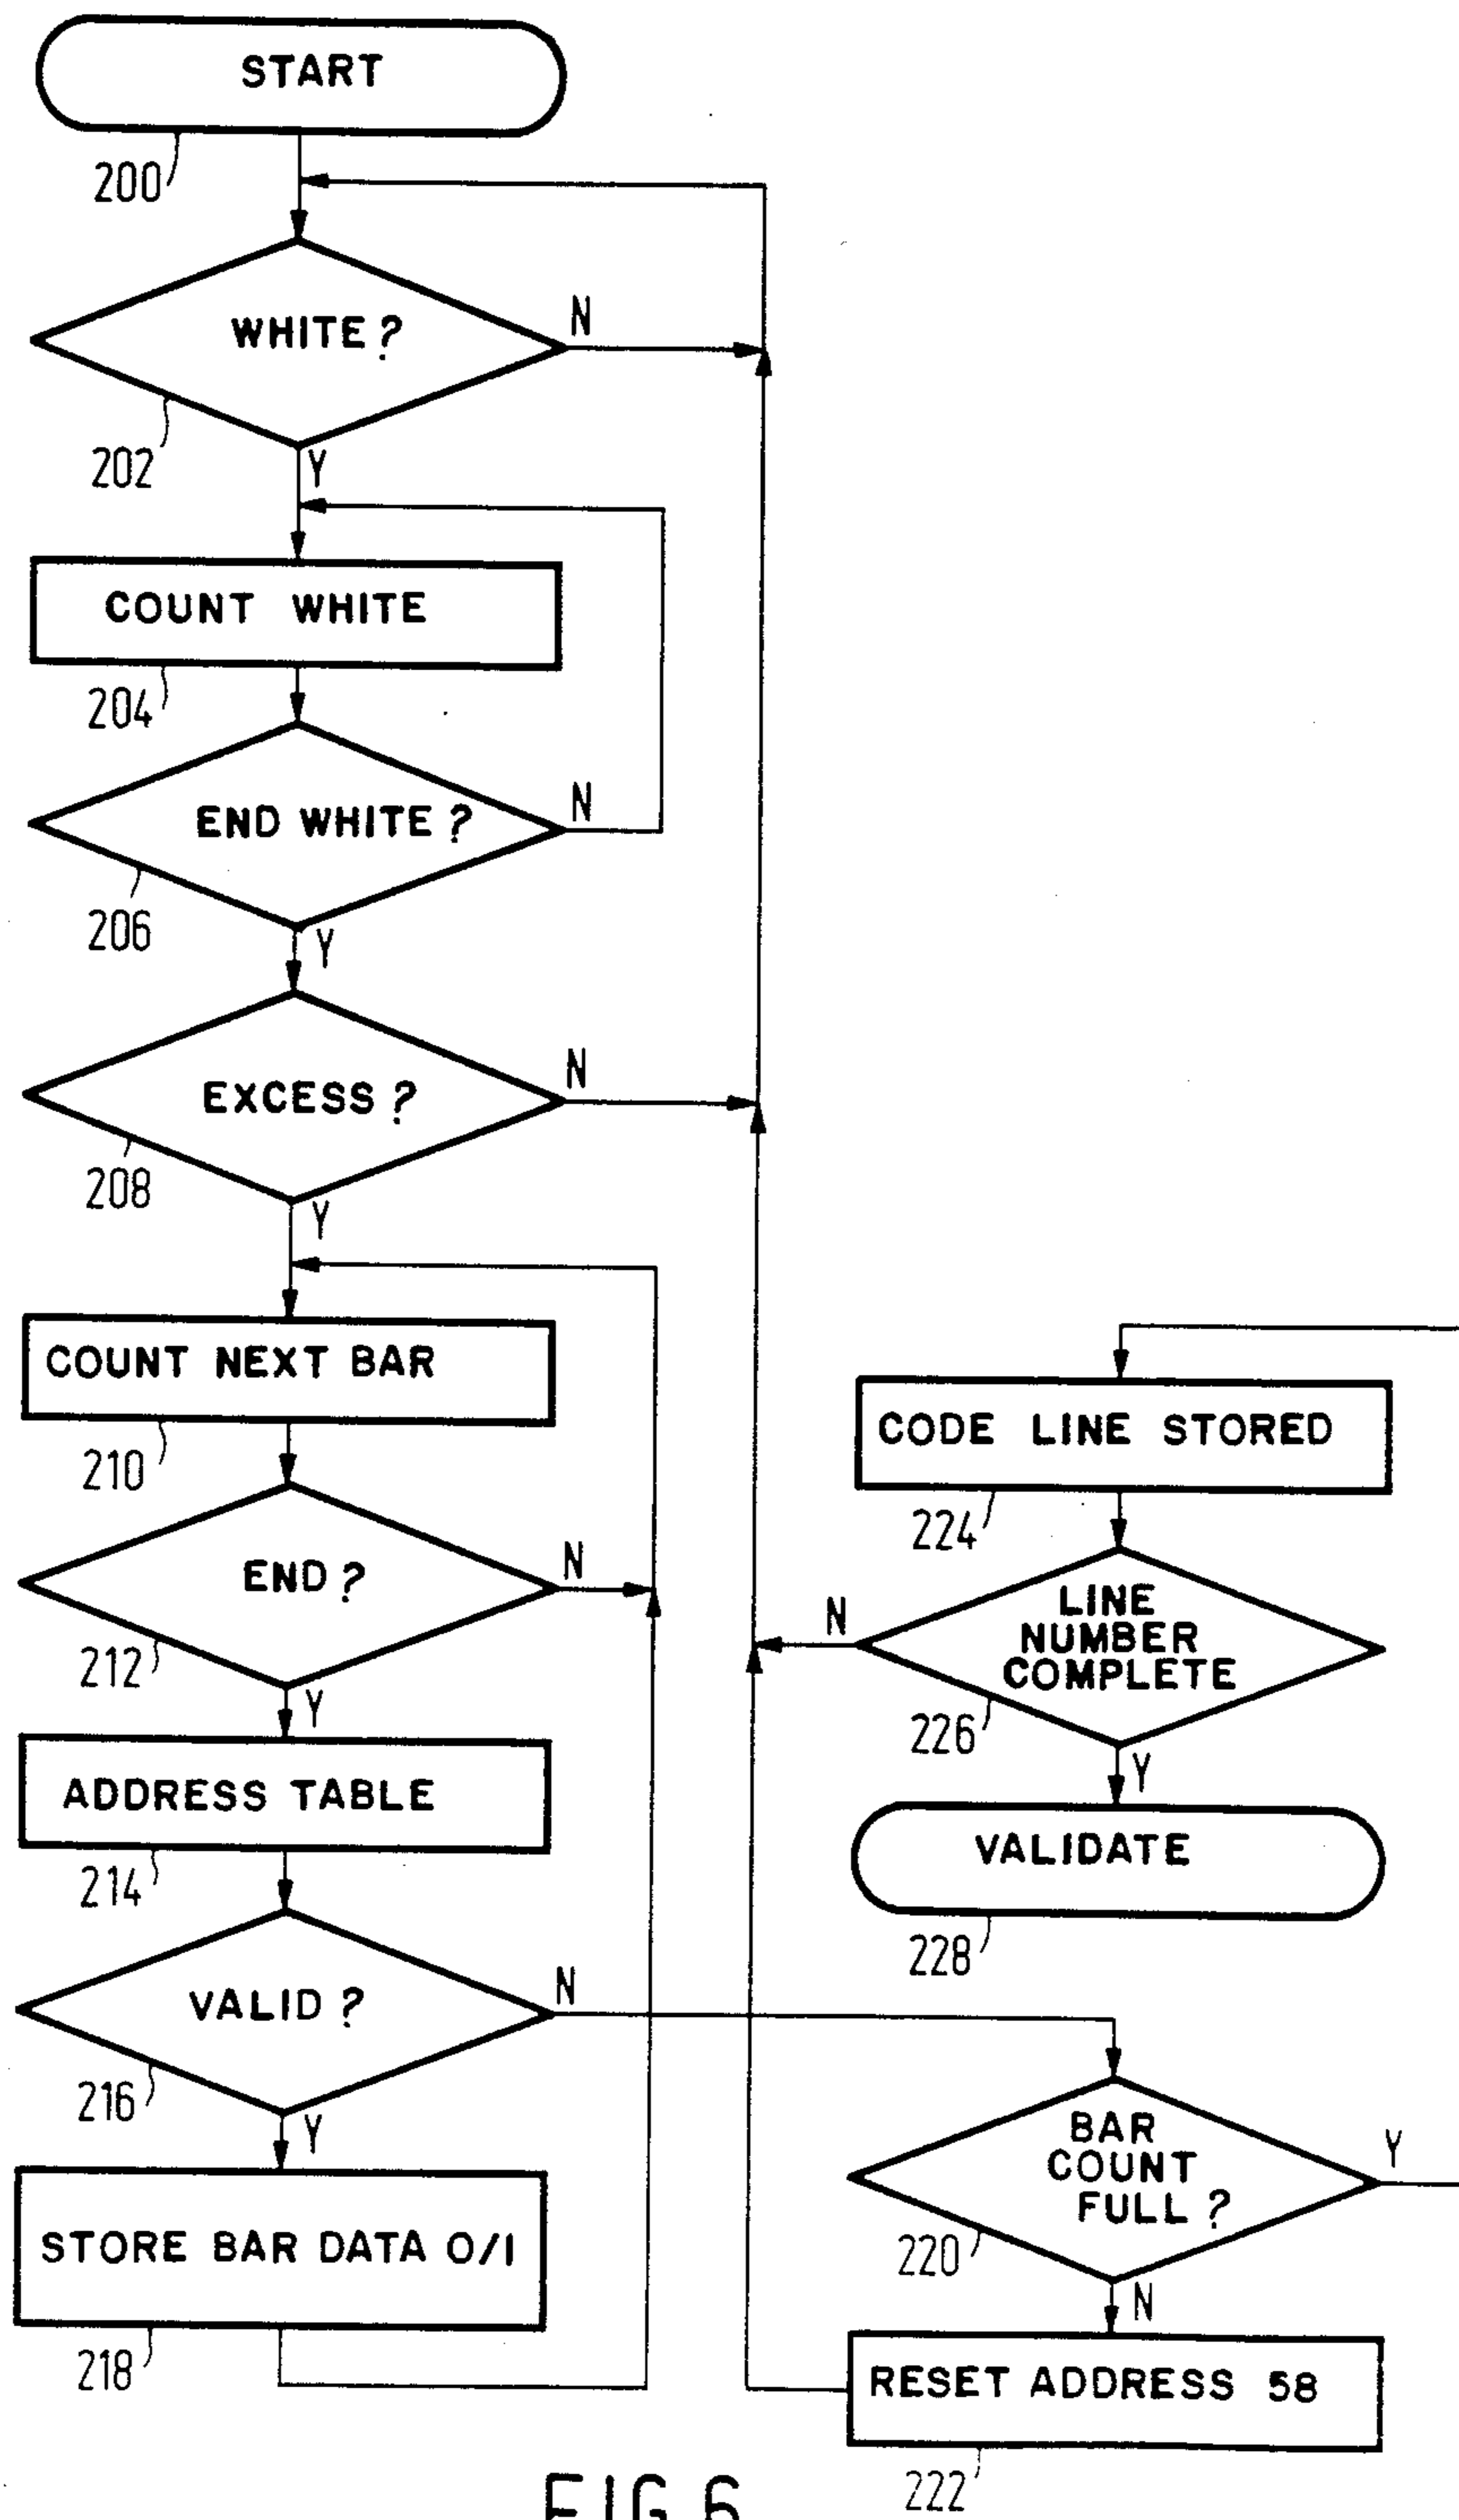 START
200
WHITE?
N
202
Y
COUNT WHITE
204
END WHITE?
N
206
Y
EXCESS?
N
208
Y
COUNT NEXT BAR
210
END?
N
212
Y
ADDRESS TABLE
214
VALID?
N
216
Y
STORE BAR DATA 0/1
218
CODE LINE STORED
224
LINE
NUMBER
COMPLETE
N
226
Y
VALIDATE
228
BAR
COUNT
FULL?
Y
220
N
RESET ADDRESS 58
222
FIG.6